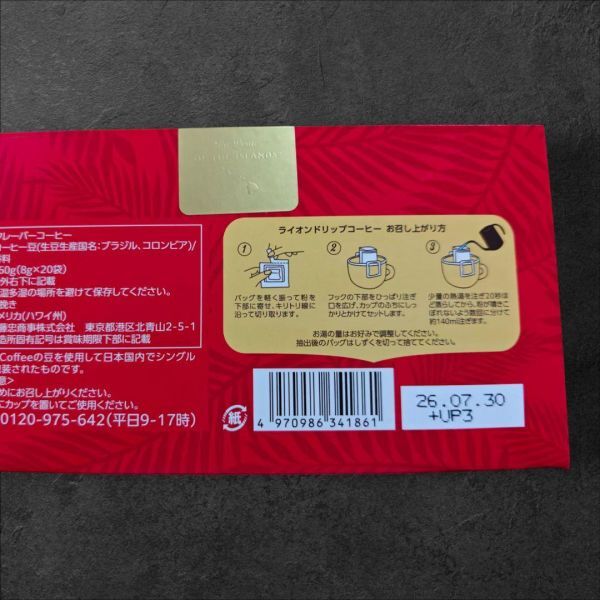 OF THE ISLANDS
レーバーコーヒー
コーヒー豆(生豆生産国名:ブラジル、コロンビア)/
料
60g(8g×20袋)
外右下に記載
温多湿の場所を避けて保存してください。
挽き
メリカ(ハワイ州)
藤忠商事株式会社 東京都港区北青山2-5-1
造所固有記号は賞味期限下部に記載
Coffeeの豆を使用して日本国内でシングル
装されたものです。
意>
めにお召し上がりください。
にカップを置いてご使用ください。
0120-975-642(平日9-17時)
ライオンドリップコーヒー お召し上がり方
1
バッグを軽く振って粉を
下部に寄せ、キリトリ線に
沿って切り取ります。
2
フックの下部をひっぱり注ぎ
口を広げ、カップのふちにしっ
かりとかけてセットします。
3
少量の熱湯を注ぎ20秒ほ
ど蒸らしてから、粉が噴きこ
ぼれないよう数回に分けて
約140ml注ぎます。
お湯の量はお好みで調整してください。
抽出後のバッグはしずくを切って捨ててください。
紙
4 970986 341861
26.07.30
+UP3